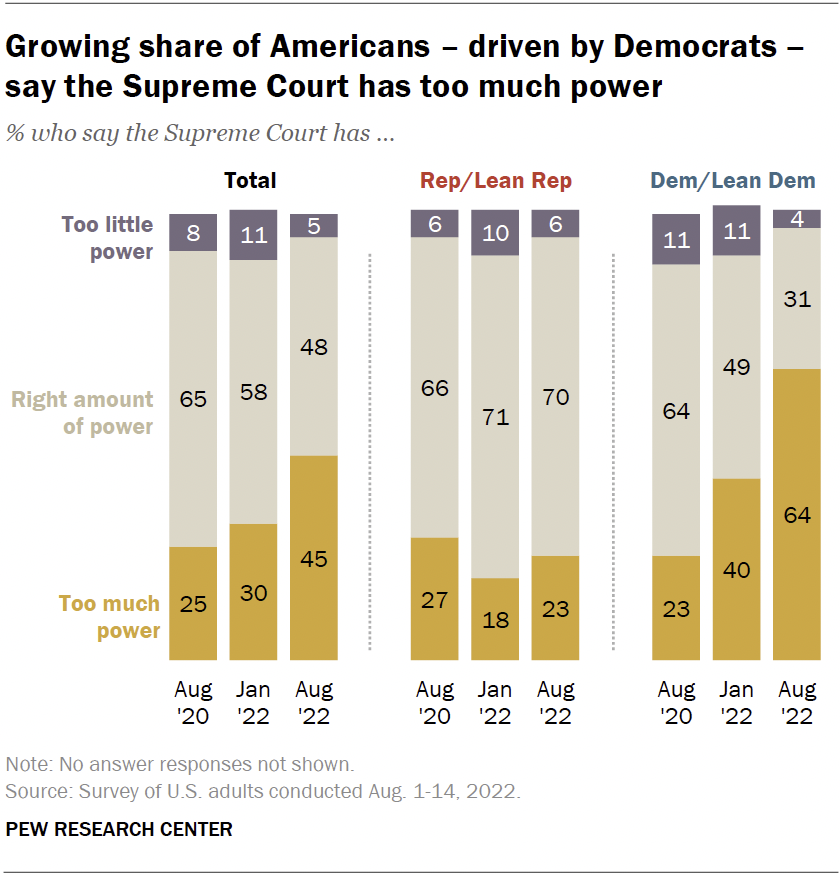 Growing share of Americans – driven by Democrats –
say the Supreme Court has too much power
% who say the Supreme Court has ...
Total
Rep/Lean Rep
Dem/Lean Dem
Too little
power
8 11 5 6 10 6 11 11 4
Right amount
of power
65 58 48 66 71 70 64 49 31
Too much
power
25 30 45 27 18 23 23 40 64
Aug Jan Aug Aug Jan Aug Aug Jan Aug
'20 '22 '22 '20 '22 '22 '20 '22 '22
Note: No answer responses not shown.
Source: Survey of U.S. adults conducted Aug. 1-14, 2022.
PEW RESEARCH CENTER